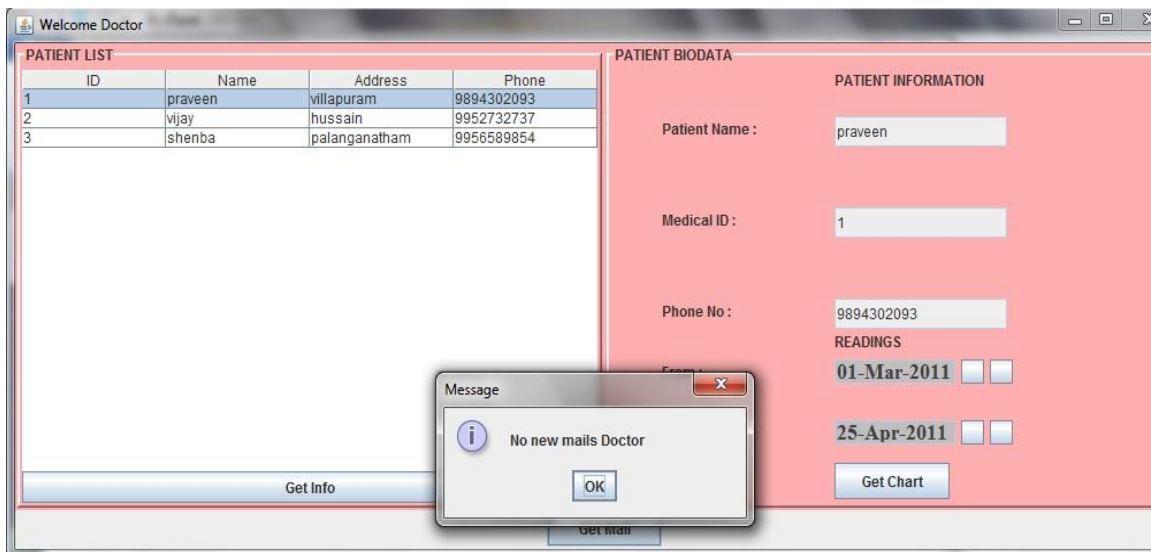 Welcome Doctor
PATIENT LIST
ID Name Address Phone
1 praveen villapuram 9894302093
2 vijay hussain 9952732737
3 shenba palanganatham 9956589854
Get Info
PATIENT BIODATA
PATIENT INFORMATION
Patient Name : praveen
Medical ID : 1
Phone No : 9894302093
READINGS
From : 01-Mar-2011
25-Apr-2011
Get Chart
Message
No new mails Doctor
OK
Get Mail